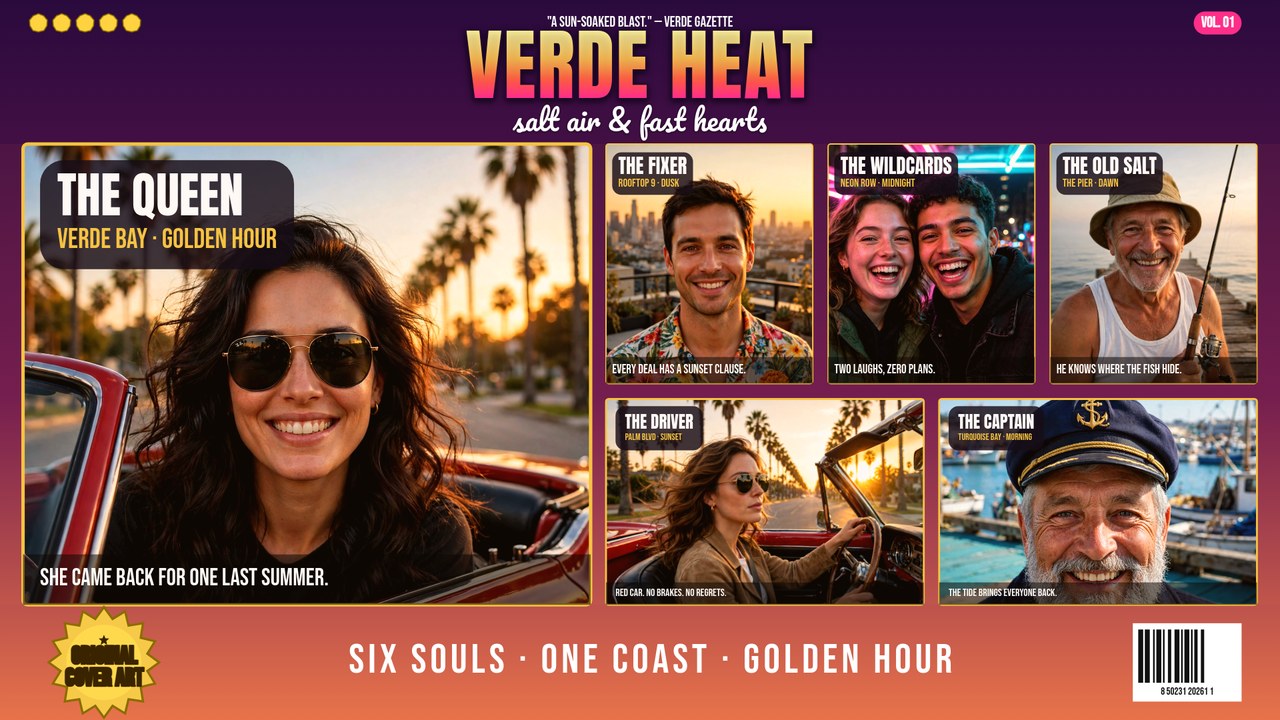 "A SUN-SOAKED BLAST." – VERDE GAZETTE
VOL. 01
VERDE HEAT
salt air & fast hearts
THE QUEEN
VERDE BAY · GOLDEN HOUR
SHE CAME BACK FOR ONE LAST SUMMER.
THE FIXER
ROOFTOP 9 · DUSK
EVERY DEAL HAS A SUNSET CLAUSE.
THE WILDCARDS
NEON ROW · MIDNIGHT
TWO LAUGHS, ZERO PLANS.
THE OLD SALT
THE PIER · DAWN
HE KNOWS WHERE THE FISH HIDE.
THE DRIVER
PALM BLVD · SUNSET
RED CAR. NO BRAKES. NO REGRETS.
THE CAPTAIN
TURQUOISE BAY · MORNING
THE TIDE BRINGS EVERYONE BACK.
ORIGINAL
COVER ART
SIX SOULS · ONE COAST · GOLDEN HOUR
8 50231 20261 1